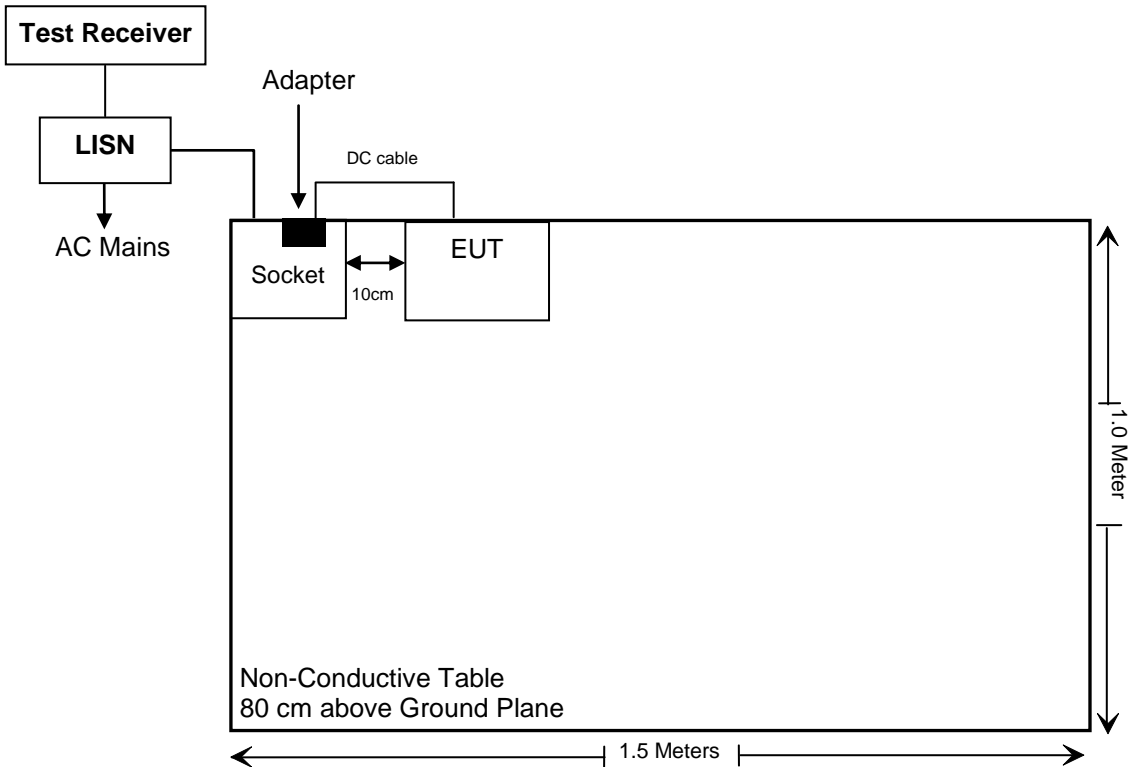 Test Receiver
LISN
AC Mains
Adapter
DC cable
Socket
10cm
EUT
1.0 Meter
Non-Conductive Table
80 cm above Ground Plane
1.5 Meters